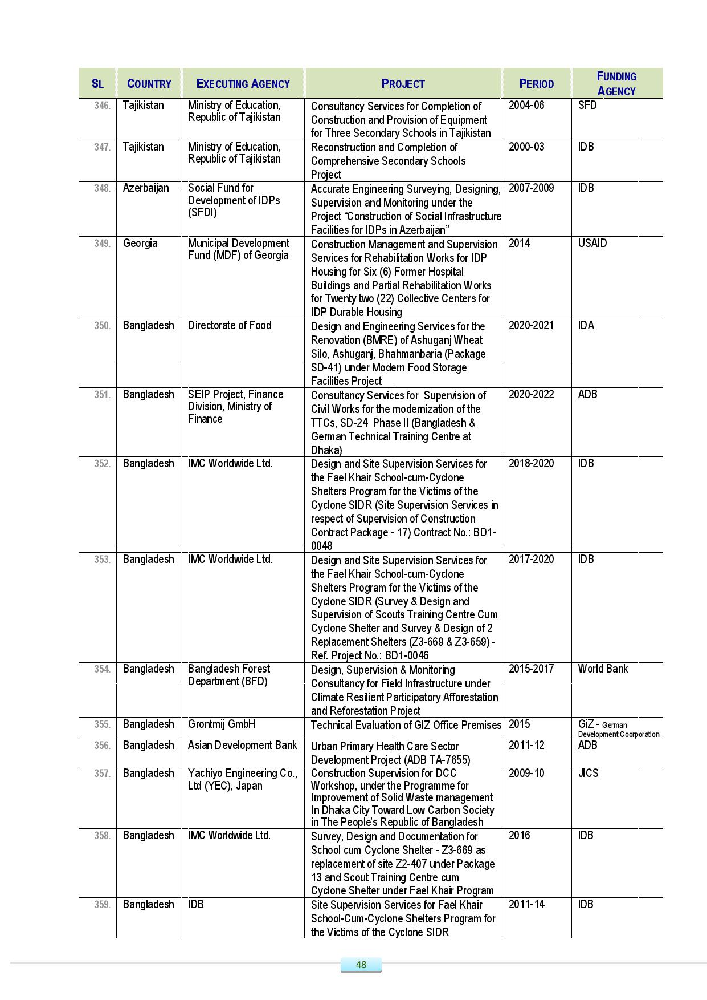 SL COUNTRY EXECUTING AGENCY PROJECT PERIOD FUNDING AGENCY
346. Tajikistan Ministry of Education, Consultancy Services for Completion of 2004-06 SFD
Republic of Tajikistan Construction and Provision of Equipment
for Three Secondary Schools in Tajikistan
347. Tajikistan Ministry of Education, Reconstruction and Completion of 2000-03 IDB
Republic of Tajikistan Comprehensive Secondary Schools
Project
348. Azerbaijan Social Fund for Accurate Engineering Surveying, Designing, 2007-2009 IDB
Development of IDPs Supervision and Monitoring under the
(SFDI) Project “Construction of Social Infrastructure
Facilities for IDPs in Azerbaijan”
349. Georgia Municipal Development Construction Management and Supervision 2014 USAID
Fund (MDF) of Georgia Services for Rehabilitation Works for IDP
Housing for Six (6) Former Hospital
Buildings and Partial Rehabilitation Works
for Twenty two (22) Collective Centers for
IDP Durable Housing
350. Bangladesh Directorate of Food Design and Engineering Services for the 2020-2021 IDA
Renovation (BMRE) of Ashuganj Wheat
Silo, Ashuganj, Bhahmanbaria (Package
SD-41) under Modern Food Storage
Facilities Project
351. Bangladesh SEIP Project, Finance Consultancy Services for Supervision of 2020-2022 ADB
Division, Ministry of Civil Works for the modernization of the
Finance TTCs, SD-24 Phase II (Bangladesh &
German Technical Training Centre at
Dhaka)
352. Bangladesh IMC Worldwide Ltd. Design and Site Supervision Services for 2018-2020 IDB
the Fael Khair School-cum-Cyclone
Shelters Program for the Victims of the
Cyclone SIDR (Site Supervision Services in
respect of Supervision of Construction
Contract Package - 17) Contract No.: BD1-
0048
353. Bangladesh IMC Worldwide Ltd. Design and Site Supervision Services for 2017-2020 IDB
the Fael Khair School-cum-Cyclone
Shelters Program for the Victims of the
Cyclone SIDR (Survey & Design and
Supervision of Scouts Training Centre Cum
Cyclone Shelter and Survey & Design of 2
Replacement Shelters (Z3-669 & Z3-659) -
Ref. Project No.: BD1-0046
354. Bangladesh Bangladesh Forest Design, Supervision & Monitoring 2015-2017 World Bank
Department (BFD) Consultancy for Field Infrastructure under
Climate Resilient Participatory Afforestation
and Reforestation Project
355. Bangladesh Grontmij GmbH Technical Evaluation of GIZ Office Premises 2015 GiZ - German
Development Coorporation
356. Bangladesh Asian Development Bank Urban Primary Health Care Sector 2011-12 ADB
Development Project (ADB TA-7655)
357. Bangladesh Yachiyo Engineering Co., Construction Supervision for DCC 2009-10 JICS
Ltd (YEC), Japan Workshop, under the Programme for
Improvement of Solid Waste management
In Dhaka City Toward Low Carbon Society
in The People's Republic of Bangladesh
358. Bangladesh IMC Worldwide Ltd. Survey, Design and Documentation for 2016 IDB
School cum Cyclone Shelter - Z3-669 as
replacement of site Z2-407 under Package
13 and Scout Training Centre cum
Cyclone Shelter under Fael Khair Program
359. Bangladesh IDB Site Supervision Services for Fael Khair 2011-14 IDB
School-Cum-Cyclone Shelters Program for
the Victims of the Cyclone SIDR
48